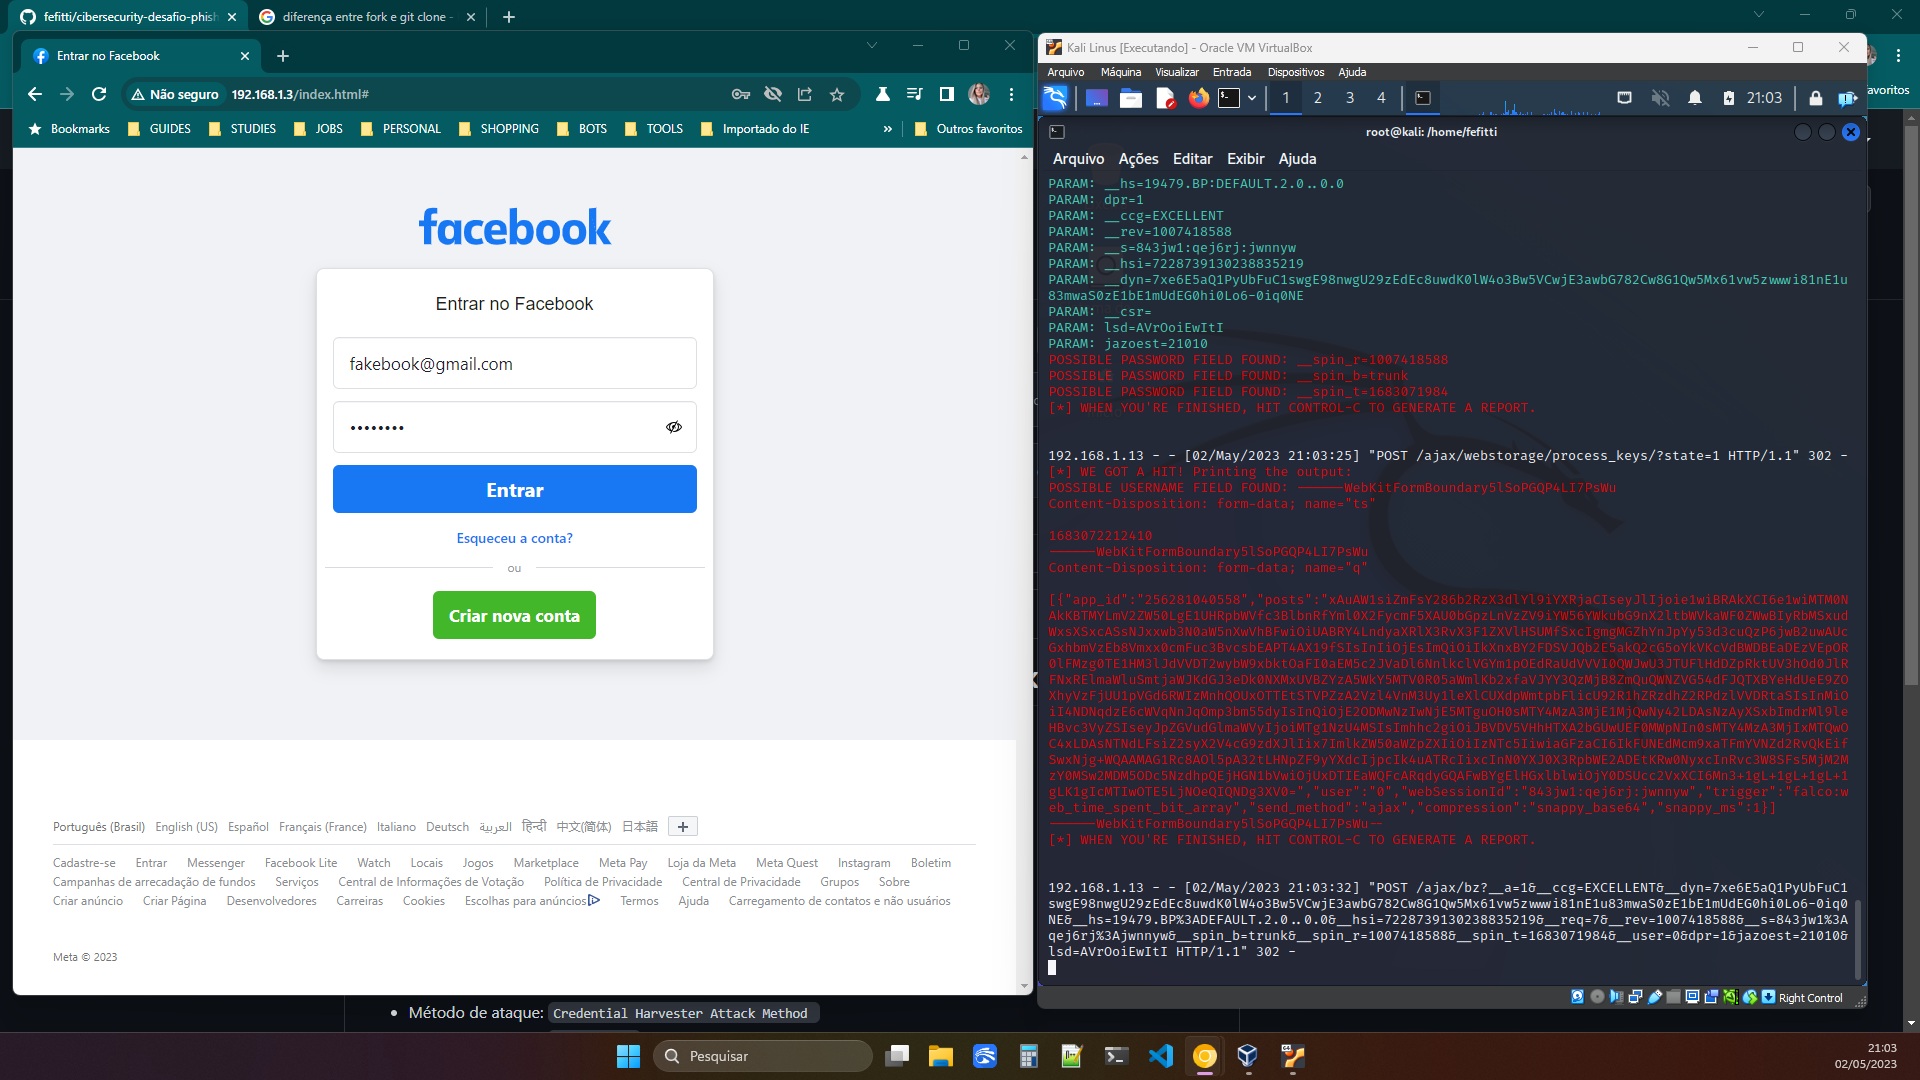 fefitti/cibersecurity-desafio-phish
diferença entre fork e git clone -
Entrar no Facebook
Não seguro
192.168.1.3/index.html#
Bookmarks
GUIDES
STUDIES
JOBS
PERSONAL
SHOPPING
BOTS
TOOLS
Importado do IE
»
Outros favoritos
facebook
Entrar no Facebook
fakebook@gmail.com
••••••••
Entrar
Esqueceu a conta?
ou
Criar nova conta
Português (Brasil) English (US) Español Français (France) Italiano Deutsch العربية हिन्दी 中文(简体) 日本語 +
Cadastre-se Entrar Messenger Facebook Lite Watch Locais Jogos Marketplace Meta Pay Loja da Meta Meta Quest Instagram Boletim
Campanhas de arrecadação de fundos Serviços Central de Informações de Votação Política de Privacidade Central de Privacidade Grupos Sobre
Criar anúncio Criar Página Desenvolvedores Carreiras Cookies Escolhas para anúncios Termos Ajuda Carregamento de contatos e não usuários
Meta © 2023
Kali Linus [Executando] - Oracle VM VirtualBox
Arquivo Máquina Visualizar Entrada Dispositivos Ajuda
1 2 3 4
21:03
avoritos
root@kali: /home/fefitti
Arquivo Ações Editar Exibir Ajuda
PARAM: __hs=19479.BP:DEFAULT.2.0..0.0
PARAM: dpr=1
PARAM: __ccg=EXCELLENT
PARAM: __rev=1007418588
PARAM: __s=843jw1:qej6rj:jwnnyw
PARAM: __hsi=7228739130238835219
PARAM: __dyn=7xe6E5aQ1PyUbFuC1swgE98nwgU29zEdEc8uwdK0lW4o3Bw5VCwjE3awbG782Cw8G1Qw5Mx61vw5zwwwi81nE1u
83mwaS0zE1bE1mUdEG0hi0Lo6-0iq0NE
PARAM: __csr=
PARAM: lsd=AVrOoiEwItI
PARAM: jazoest=21010
POSSIBLE PASSWORD FIELD FOUND: __spin_r=1007418588
POSSIBLE PASSWORD FIELD FOUND: __spin_b=trunk
POSSIBLE PASSWORD FIELD FOUND: __spin_t=1683071984
[*] WHEN YOU'RE FINISHED, HIT CONTROL-C TO GENERATE A REPORT.
192.168.1.13 - - [02/May/2023 21:03:25] "POST /ajax/webstorage/process_keys/?state=1 HTTP/1.1" 302 -
[*] WE GOT A HIT! Printing the output:
POSSIBLE USERNAME FIELD FOUND: ------WebKitFormBoundary5lSoPGQP4LI7PsWu
Content-Disposition: form-data; name="ts"
1683072212410
------WebKitFormBoundary5lSoPGQP4LI7PsWu
Content-Disposition: form-data; name="q"
[{"app_id":"256281040558","posts":
","user":"0","webSessionId":"843jw1:qej6rj:jwnnyw","trigger":"falco:w
eb_time_spent_bit_array","send_method":"ajax","compression":"snappy_base64","snappy_ms":1}]
------WebKitFormBoundary5lSoPGQP4LI7PsWu--
[*] WHEN YOU'RE FINISHED, HIT CONTROL-C TO GENERATE A REPORT.
192.168.1.13 - - [02/May/2023 21:03:32] "POST /ajax/bz?__a=1&__ccg=EXCELLENT&__dyn=7xe6E5aQ1PyUbFuC1
swgE98nwgU29zEdEc8uwdK0lW4o3Bw5VCwjE3awbG782Cw8G1Qw5Mx61vw5zwwwi81nE1u83mwaS0zE1bE1mUdEG0hi0Lo6-0iq0
NE&__hs=19479.BP%3ADEFAULT.2.0..0.0&__hsi=7228739130238835219&__req=7&__rev=1007418588&__s=843jw1%3A
qej6rj%3Ajwnnyw&__spin_b=trunk&__spin_r=1007418588&__spin_t=1683071984&__user=0&dpr=1&jazoest=21010&
lsd=AVrOoiEwItI HTTP/1.1" 302 -
Right Control
• Método de ataque: Credential Harvester Attack Method
Pesquisar
21:03
02/05/2023